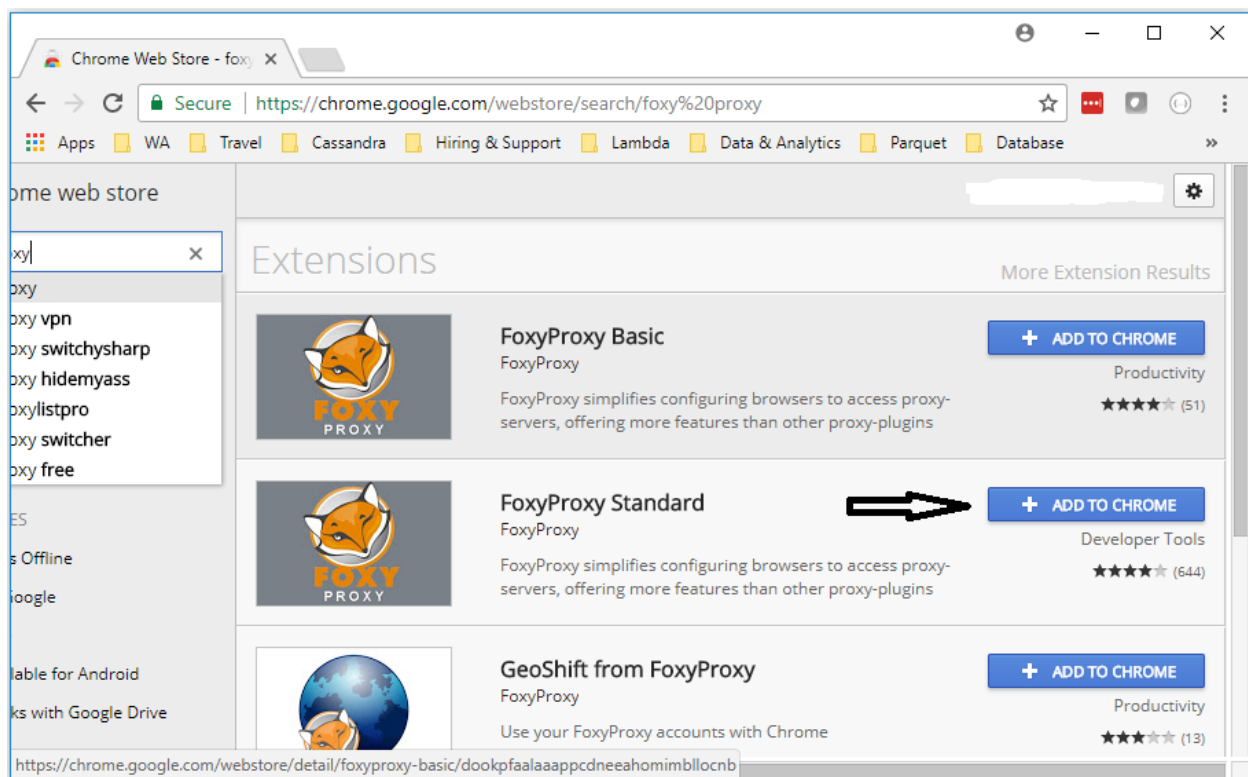 Chrome Web Store - foxy
Secure https://chrome.google.com/webstore/search/foxy%20proxy
Apps WA Travel Cassandra Hiring & Support Lambda Data & Analytics Parquet Database »
ome web store
oxy
Extensions
More Extension Results
oxy
oxy vpn
oxy switchysharp
oxy hidemyass
oxylistpro
oxy switcher
oxy free
ES
s Offline
Google
lable for Android
ks with Google Drive
FOXY
PROXY
FoxyProxy Basic
FoxyProxy
FoxyProxy simplifies configuring browsers to access proxy-
servers, offering more features than other proxy-plugins
+ ADD TO CHROME
Productivity
(51)
FOXY
PROXY
FoxyProxy Standard
FoxyProxy
FoxyProxy simplifies configuring browsers to access proxy-
servers, offering more features than other proxy-plugins
+ ADD TO CHROME
Developer Tools
(644)
GeoShift from FoxyProxy
FoxyProxy
Use your FoxyProxy accounts with Chrome
+ ADD TO CHROME
Productivity
(13)
https://chrome.google.com/webstore/detail/foxyproxy-basic/dookpfaalaaappcdneeahomimbllocnb